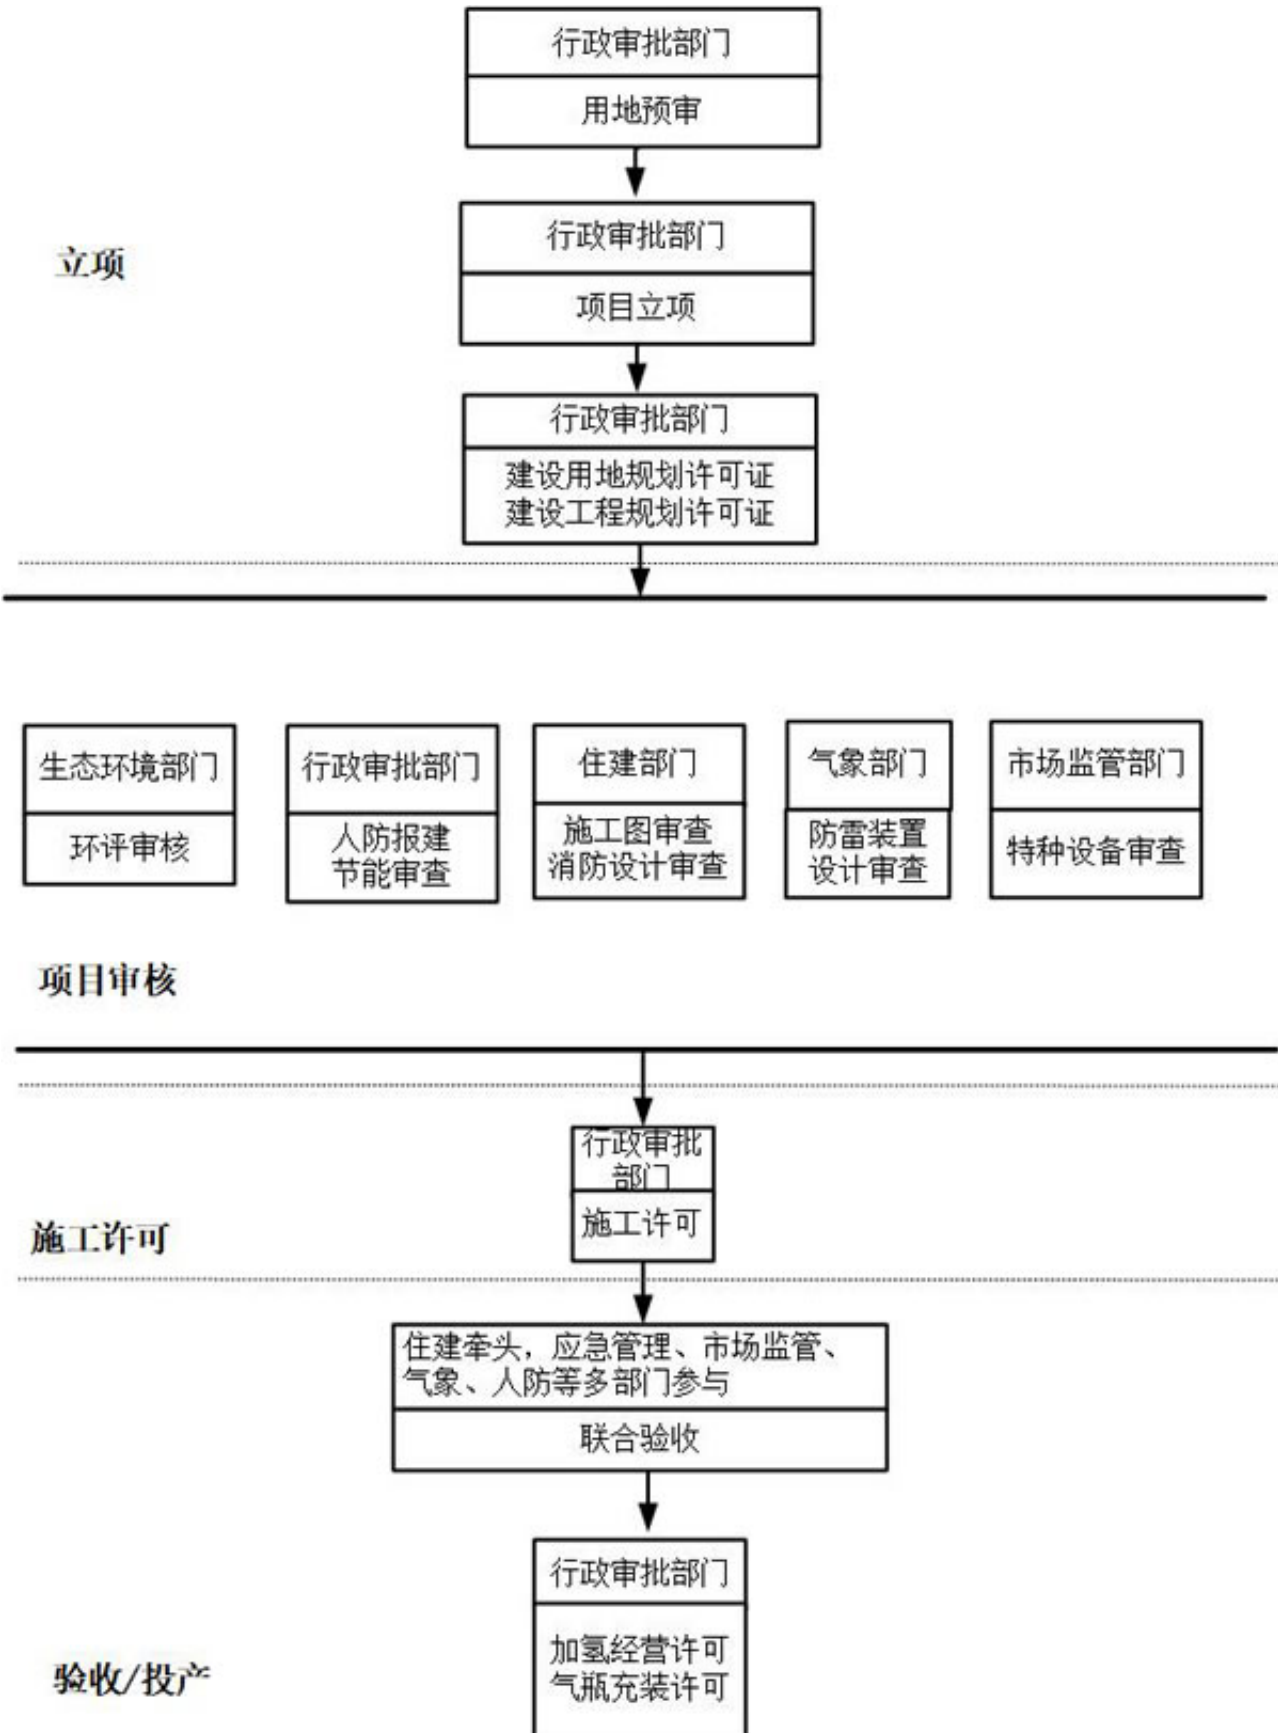 行政审批部门
用地预审
行政审批部门
立项
项目立项
行政审批部门
建设用地规划许可证
建设工程规划许可证
生态环境部门
环评审核
行政审批部门
人防报建
节能审查
住建部门
施工图审查
消防设计审查
气象部门
防雷装置
设计审查
市场监管部门
特种设备审查
项目审核
行政审批
部门
施工许可
施工许可
住建牵头，应急管理、市场监管、
气象、人防等多部门参与
联合验收
行政审批部门
加氢经营许可
气瓶充装许可
验收/投产